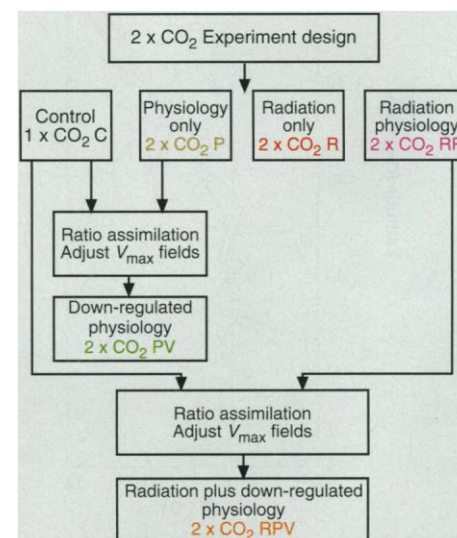 2 x CO₂ Experiment design
Control
1 x CO₂ C
Physiology
only
2 x CO₂ P
Radiation
only
2 x CO₂ R
Radiation
physiology
2 x CO₂ RP
Ratio assimilation
Adjust Vmax fields
Down-regulated
physiology
2 x CO₂ PV
Ratio assimilation
Adjust Vmax fields
Radiation plus down-regulated
physiology
2 x CO₂ RPV